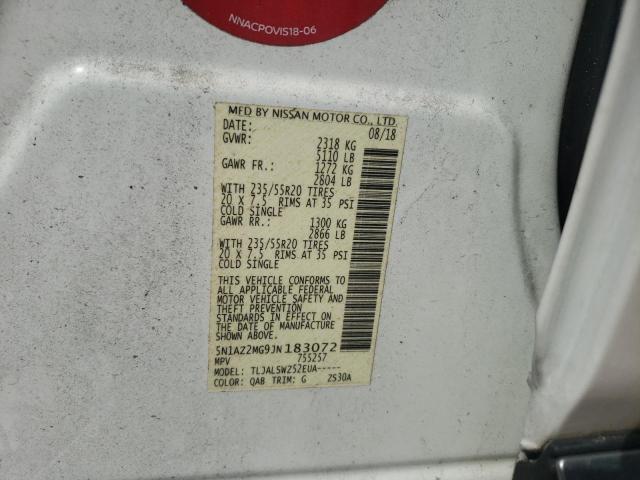 NNACPOVIS18-06
MFD BY NISSAN MOTOR CO., LTD.
DATE: 08/18
GVWR: 2318 KG
5110 LB
GAWR FR.: 1272 KG
2804 LB
WITH 235/55R20 TIRES
20 X 7.5 RIMS AT 35 PSI
COLD SINGLE
GAWR RR.: 1300 KG
2866 LB
WITH 235/55R20 TIRES
20 X 7.5 RIMS AT 35 PSI
COLD SINGLE
THIS VEHICLE CONFORMS TO
ALL APPLICABLE FEDERAL
MOTOR VEHICLE SAFETY AND
THEFT PREVENTION
STANDARDS IN EFFECT ON
THE DATE OF MANUFACTURE
SHOWN ABOVE.
5N1AZ2MG9JN183072
MPV 755257
MODEL: TLJALSWZ52EUA-----
COLOR: QAB TRIM: G ZS30A